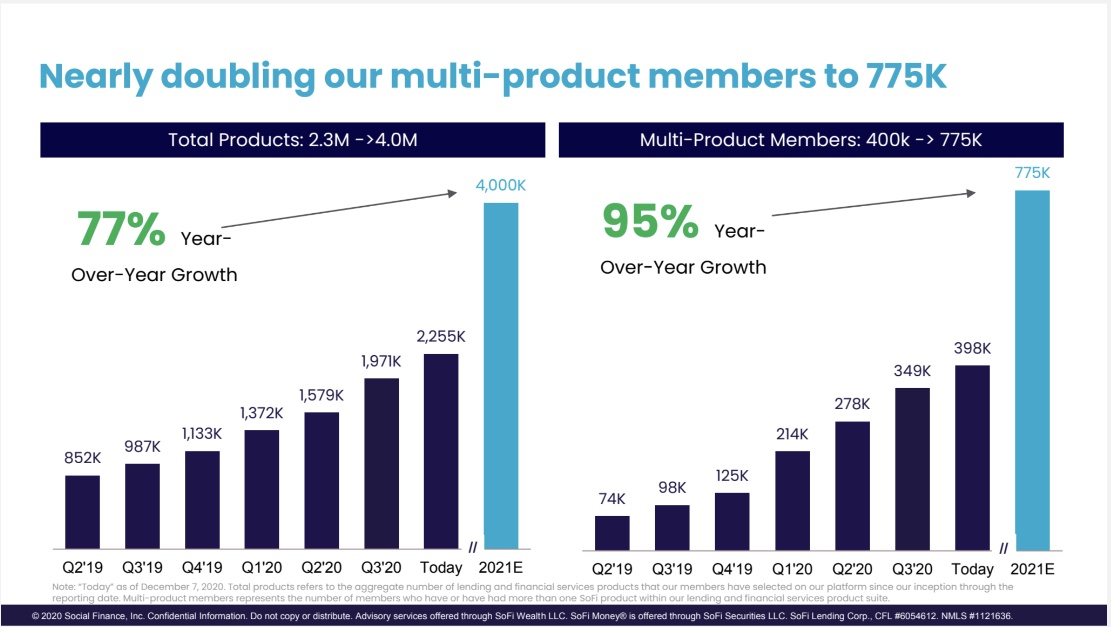 Nearly doubling our multi-product members to 775K
Total Products: 2.3M ->4.0M
77% Year-
Over-Year Growth
852K
987K
1,133K
1,372K
1,579K
1,971K
2,255K
4,000K
//
Q2'19 Q3'19 Q4'19 Q1'20 Q2'20 Q3'20 Today 2021E
Multi-Product Members: 400k -> 775K
95% Year-
Over-Year Growth
74K
98K
125K
214K
278K
349K
398K
775K
//
Q2'19 Q3'19 Q4'19 Q1'20 Q2'20 Q3'20 Today 2021E
Note: “Today” as of December 7, 2020. Total products refers to the aggregate number of lending and financial services products that our members have selected on our platform since our inception through the
reporting date. Multi-product members represents the number of members who have or have had more than one SoFi product within our lending and financial services product suite.
© 2020 Social Finance, Inc. Confidential Information. Do not copy or distribute. Advisory services offered through SoFi Wealth LLC. SoFi Money® is offered through SoFi Securities LLC. SoFi Lending Corp., CFL #6054612. NMLS #1121636.